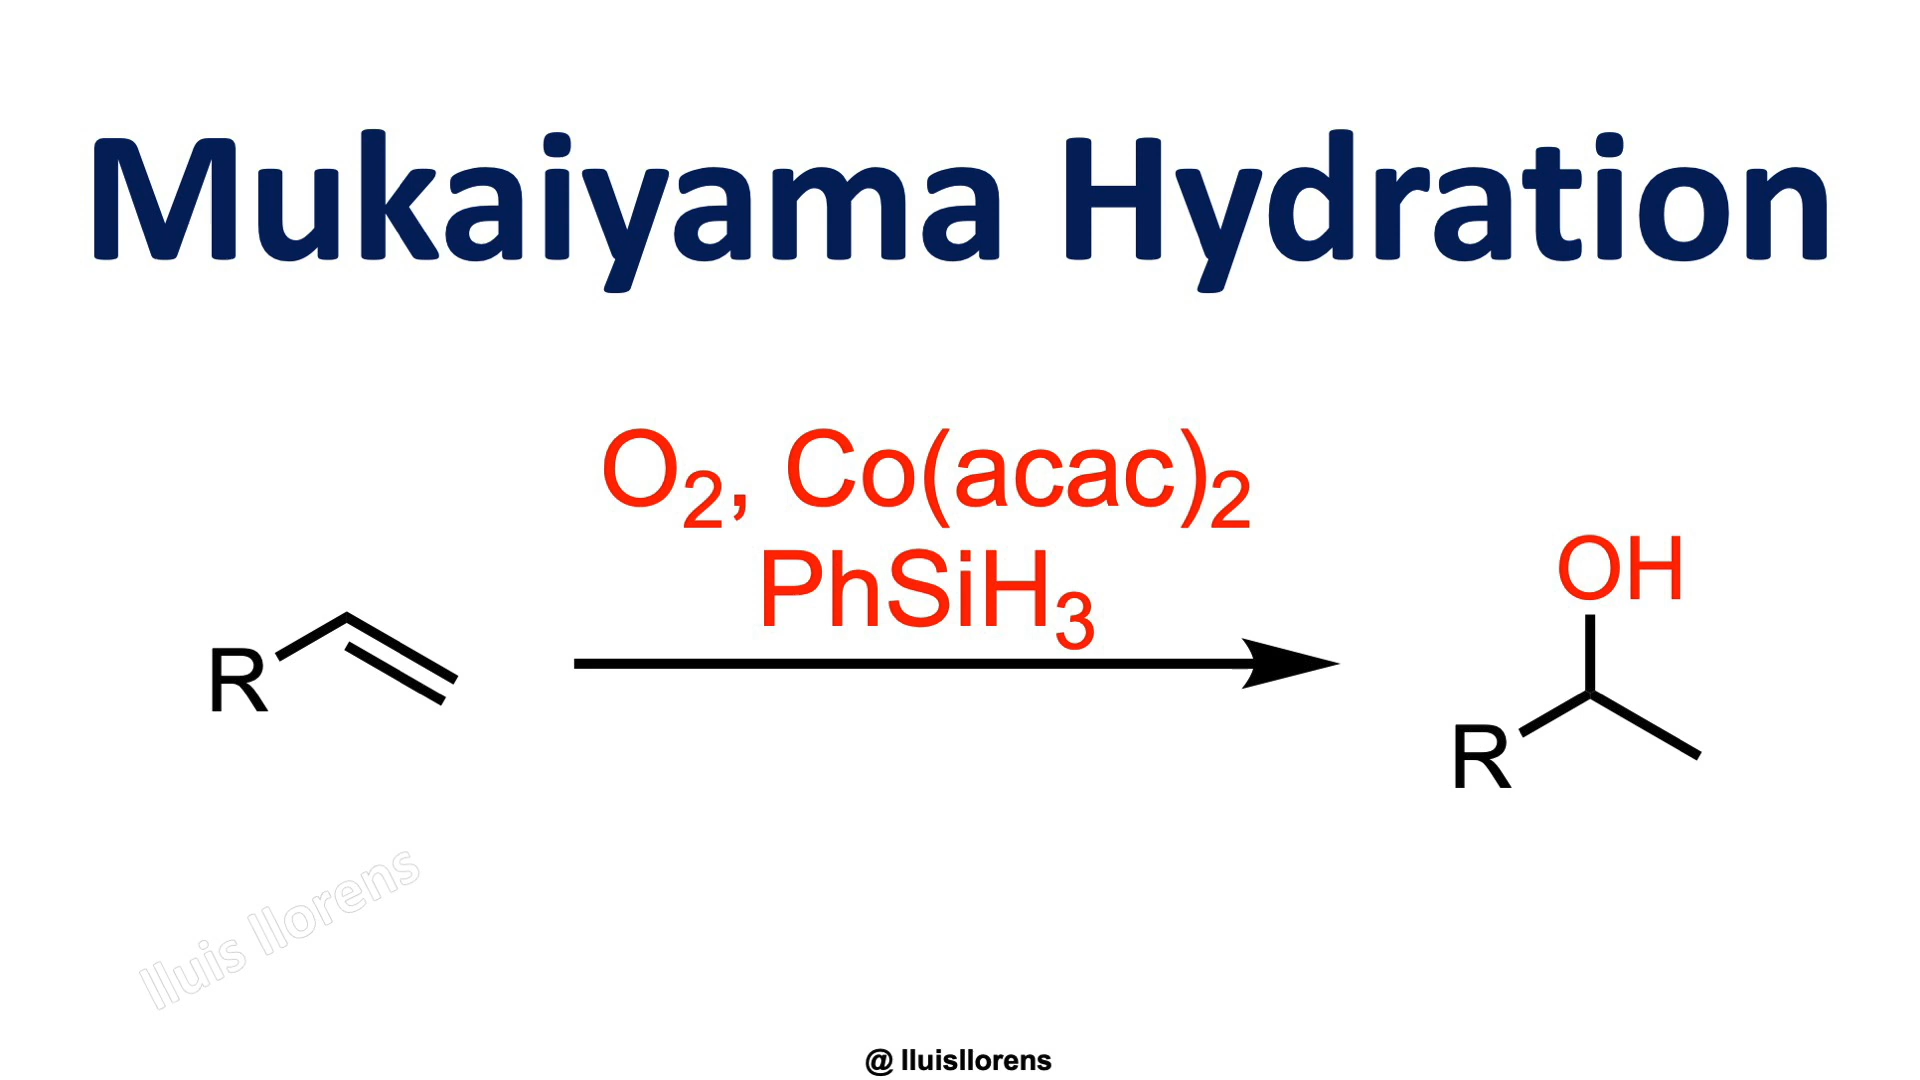 Mukaiyama Hydration
O₂, Co(acac)₂
PhSiH₃
OH
R
R
lluis llorens
@ lluisllorens